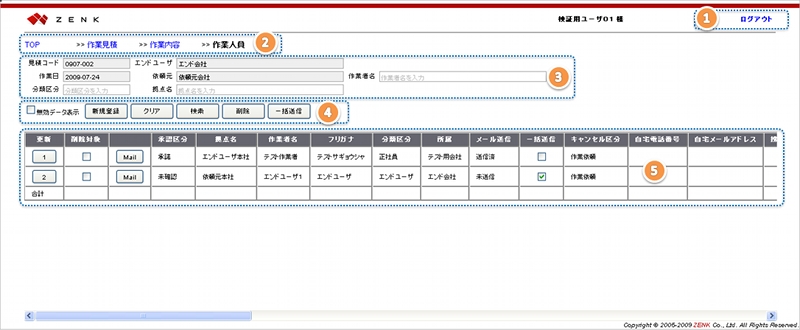 ZENK 検証用ユーザ01 様 1 ログアウト
TOP >> 作業見積 >> 作業内容 >> 作業人員 2
見積コード 0907-002 エンドユーザ エンド会社
作業日 2009-07-24 依頼元 依頼元会社 作業者名 作業者名を入力 3
分類区分 分類区分を入力 拠点名 拠点名を入力
無効データ表示 新規登録 クリア 検索 削除 一括送信 4
更新 削除対象 承認区分 拠点名 作業者名 フリガナ 分類区分 所属 メール送信 一括送信 キャンセル区分 自宅電話番号 自宅メールアドレス
1 Mail 承諾 エンドユーザ本社 テスト作業者 テストサギョウシャ 正社員 テスト用会社 送信済 作業依頼
2 Mail 未確認 依頼元本社 エンドユーザ1 エンドユーザ エンドユーザ エンド会社 未送信 作業依頼 5
合計
Copyright © 2005-2009 ZENK Co., Ltd. All Rights Reserved.